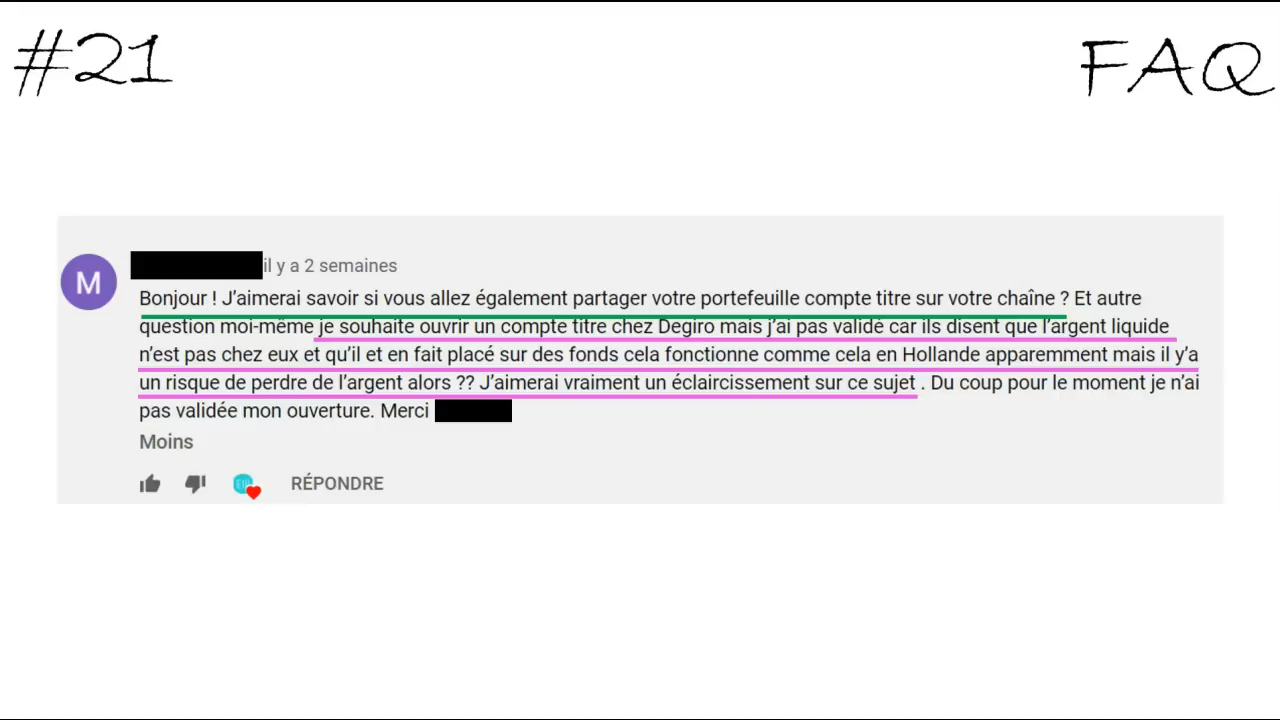 #21
FAQ
M
il y a 2 semaines
Bonjour ! J'aimerai savoir si vous allez également partager votre portefeuille compte titre sur votre chaîne ? Et autre
question moi-même je souhaite ouvrir un compte titre chez Degiro mais j'ai pas validé car ils disent que l'argent liquide
n'est pas chez eux et qu'il et en fait placé sur des fonds cela fonctionne comme cela en Hollande apparemment mais il y'a
un risque de perdre de l'argent alors ?? J'aimerai vraiment un éclaircissement sur ce sujet . Du coup pour le moment je n'ai
pas validée mon ouverture. Merci
Moins
RÉPONDRE